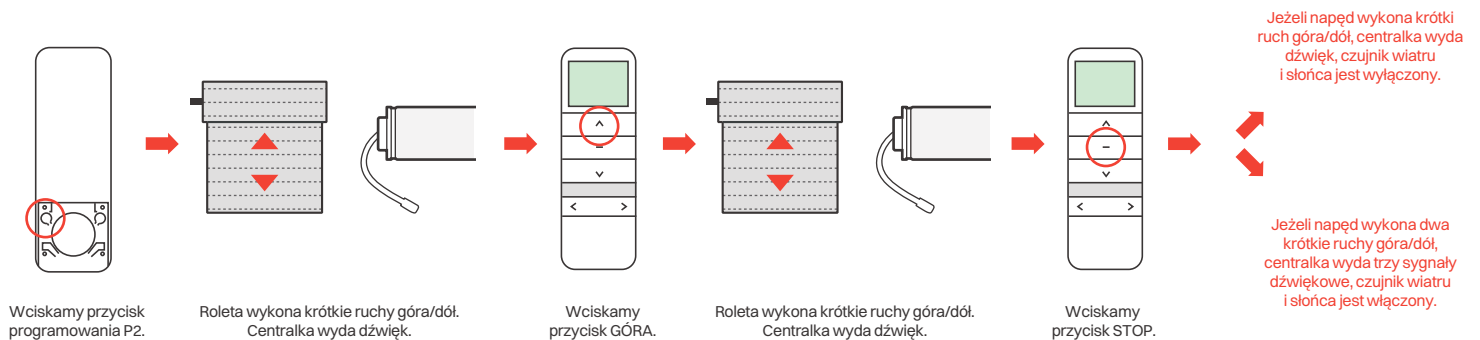 Wciskamy przycisk
programowania P2.
Roleta wykona krótkie ruchy góra/dół.
Centralka wyda dźwięk.
Wciskamy
przycisk GÓRA.
Roleta wykona krótkie ruchy góra/dół.
Centralka wyda dźwięk.
Wciskamy
przycisk STOP.
Jeżeli napęd wykona krótki
ruch góra/dół, centralka wyda
dźwięk, czujnik wiatru
i słońca jest wyłączony.
Jeżeli napęd wykona dwa
krótkie ruchy góra/dół,
centralka wyda trzy sygnały
dźwiękowe, czujnik wiatru
i słońca jest włączony.